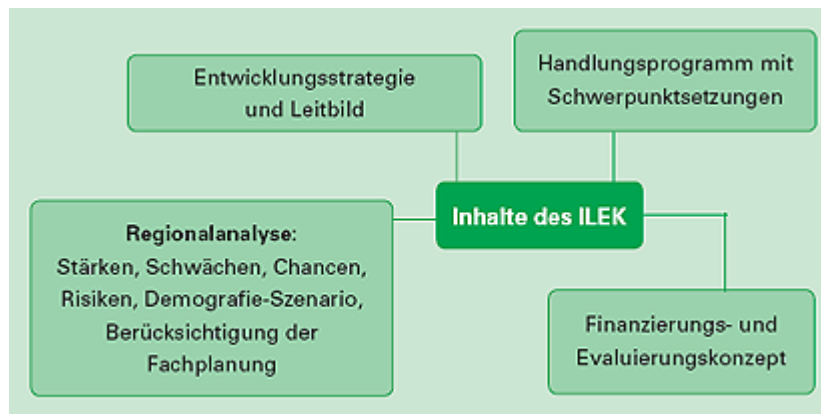 Entwicklungsstrategie
und Leitbild
Handlungsprogramm mit
Schwerpunktsetzungen
Inhalte des ILEK
Regionalanalyse:
Stärken, Schwächen, Chancen,
Risiken, Demografie-Szenario,
Berücksichtigung der
Fachplanung
Finanzierungs- und
Evaluierungskonzept